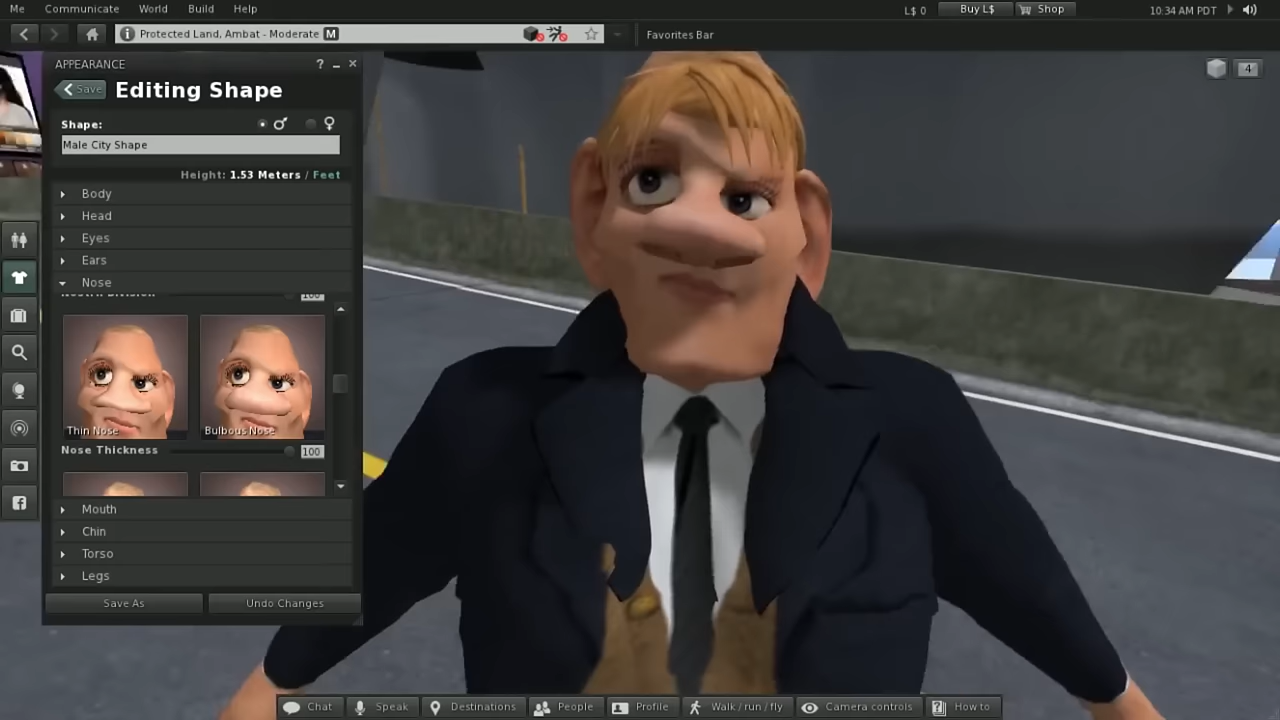 Me Communicate World Build Help L$ 0 Buy L$ Shop 10:34 AM PDT
Protected Land, Ambat - Moderate M Favorites Bar
APPEARANCE ? 4
Save Editing Shape
Shape:
Male City Shape
Height: 1.53 Meters / Feet
Body
Head
Eyes
Ears
Nose
100
Thin Nose Bulbous Nose
Nose Thickness 100
Mouth
Chin
Torso
Legs
Save As Undo Changes
Chat Speak Destinations People Profile Walk / run / fly Camera controls How to